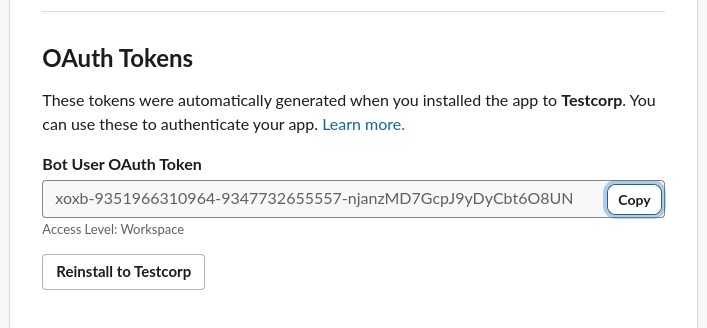 OAuth Tokens
These tokens were automatically generated when you installed the app to Testcorp. You
can use these to authenticate your app. Learn more.
Bot User OAuth Token
xoxb-9351966310964-9347732655557-njanzMD7GcpJ9yDyCbt6O8UN
Copy
Access Level: Workspace
Reinstall to Testcorp